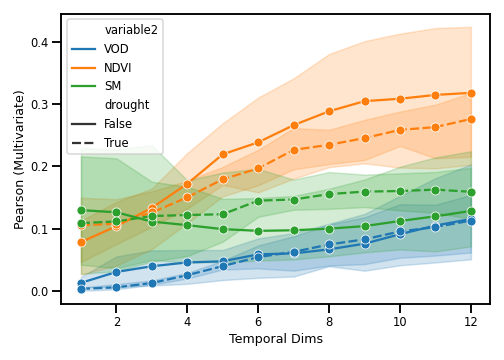 variable2
VOD
NDVI
SM
drought
False
True
Pearson (Multivariate)
0.4
0.3
0.2
0.1
0.0
2 4 6 8 10 12
Temporal Dims